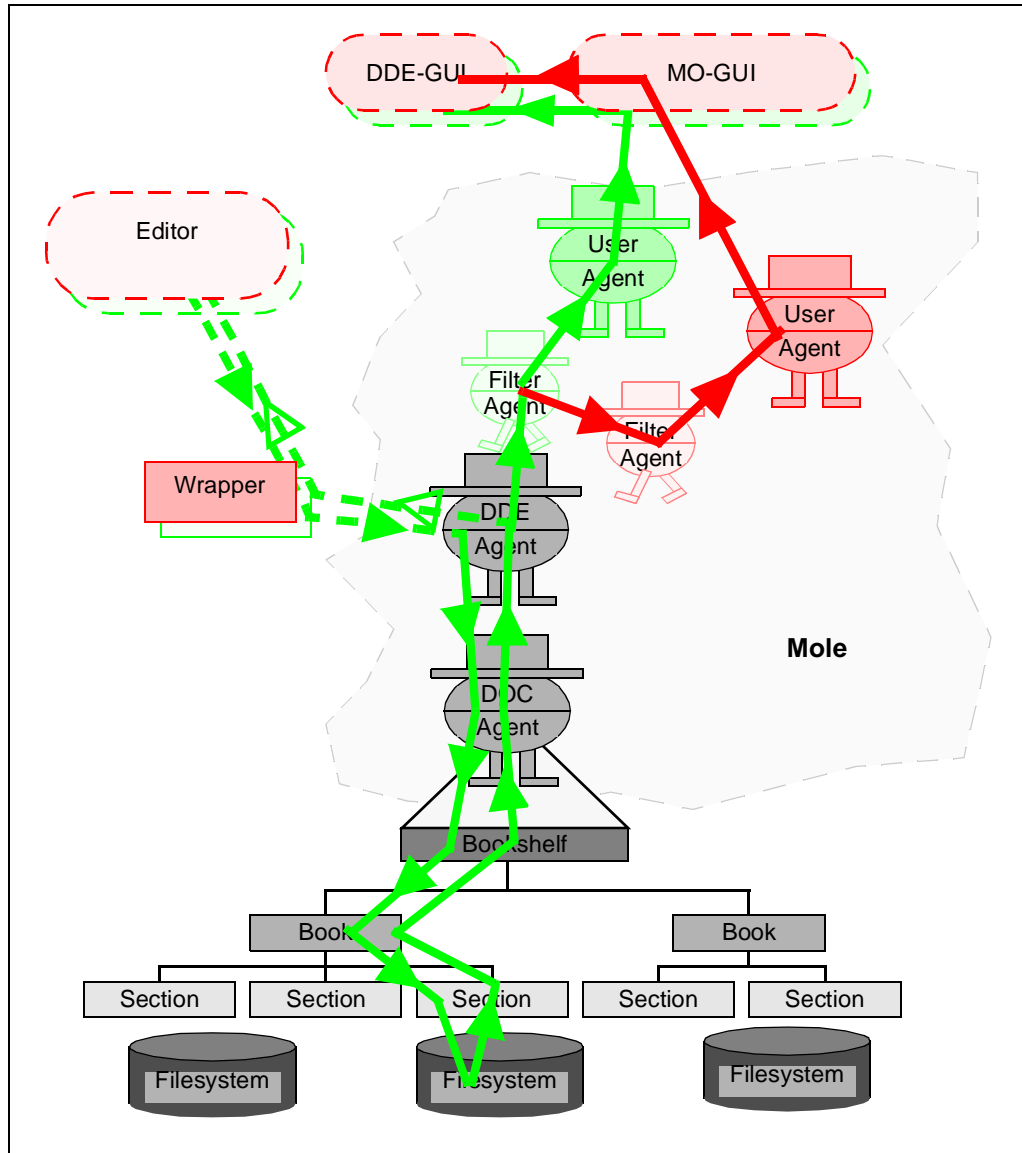 DDE-GUI
MO-GUI
Editor
User
Agent
User
Agent
Filter
Agent
Filter
Agent
Wrapper
DDE
Agent
Mole
DOC
Agent
Bookshelf
Book
Book
Section
Section
Section
Section
Section
Filesystem
Filesystem
Filesystem